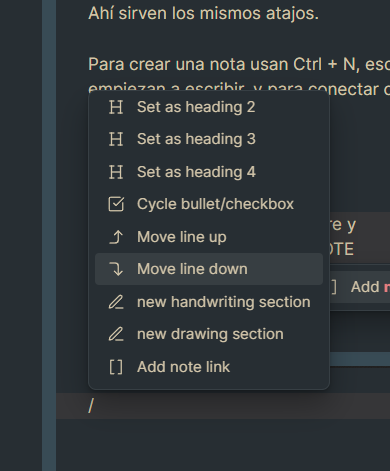 Ahí sirven los mismos atajos.
Para crear una nota usan Ctrl + N,
empiezan a escribir, y para conectar
Set as heading 2
Set as heading 3
Set as heading 4
Cycle bullet/checkbox
Move line up
re y
Move line down
OTE
new handwriting section
Add
new drawing section
Add note link
/